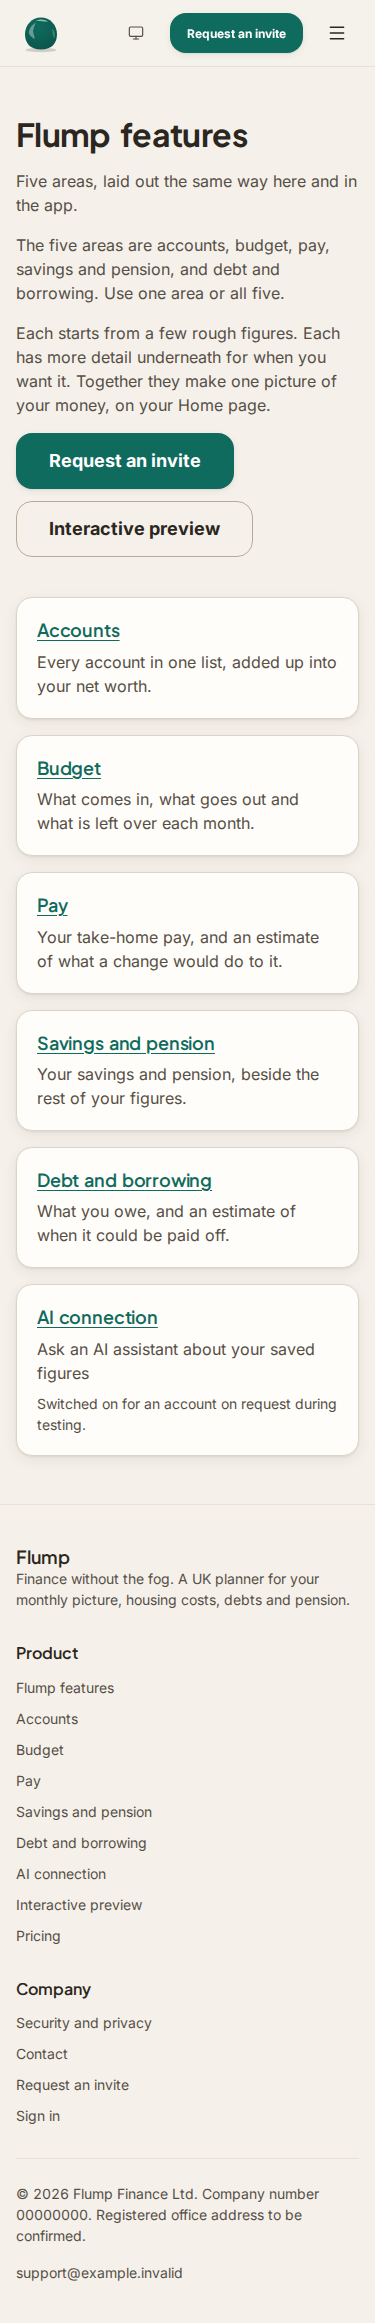 Request an invite
Flump features
Five areas, laid out the same way here and in
the app.
The five areas are accounts, budget, pay,
savings and pension, and debt and
borrowing. Use one area or all five.
Each starts from a few rough figures. Each
has more detail underneath for when you
want it. Together they make one picture of
your money, on your Home page.
Request an invite
Interactive preview
Accounts
Every account in one list, added up into
your net worth.
Budget
What comes in, what goes out and
what is left over each month.
Pay
Your take-home pay, and an estimate
of what a change would do to it.
Savings and pension
Your savings and pension, beside the
rest of your figures.
Debt and borrowing
What you owe, and an estimate of
when it could be paid off.
AI connection
Ask an AI assistant about your saved
figures
Switched on for an account on request during
testing.
Flump
Finance without the fog. A UK planner for your
monthly picture, housing costs, debts and pension.
Product
Flump features
Accounts
Budget
Pay
Savings and pension
Debt and borrowing
AI connection
Interactive preview
Pricing
Company
Security and privacy
Contact
Request an invite
Sign in
© 2026 Flump Finance Ltd. Company number
00000000. Registered office address to be
confirmed.
support@example.invalid